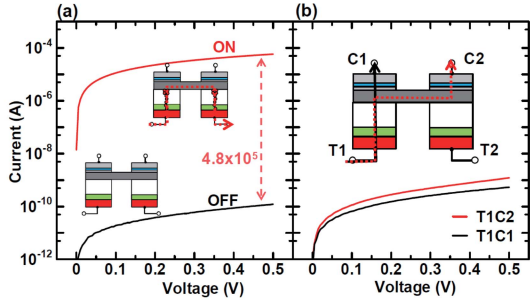 (a)
ON
4.8x10⁵
OFF
Current (A)
10⁻⁴
10⁻⁶
10⁻⁸
10⁻¹⁰
10⁻¹²
0 0.1 0.2 0.3 0.4 0.5
Voltage (V)
(b)
C1 C2
T1 T2
T1C2
T1C1
0 0.1 0.2 0.3 0.4 0.5
Voltage (V)